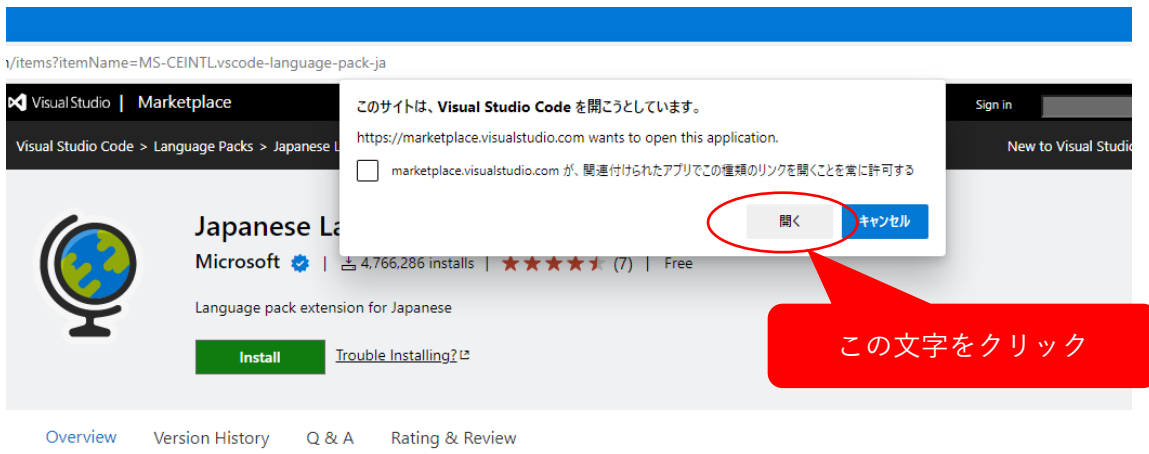 /items?itemName=MS-CEINTL.vscode-language-pack-ja
Visual Studio | Marketplace
Sign in
このサイトは、Visual Studio Code を開こうとしています。
https://marketplace.visualstudio.com wants to open this application.
marketplace.visualstudio.com が、関連付けられたアプリでこの種類のリンクを開くことを常に許可する
開く
キャンセル
Visual Studio Code > Language Packs > Japanese L
New to Visual Studio
Japanese La
Microsoft | 4,766,286 installs | (7) | Free
Language pack extension for Japanese
Install Trouble Installing?
この文字をクリック
Overview Version History Q & A Rating & Review